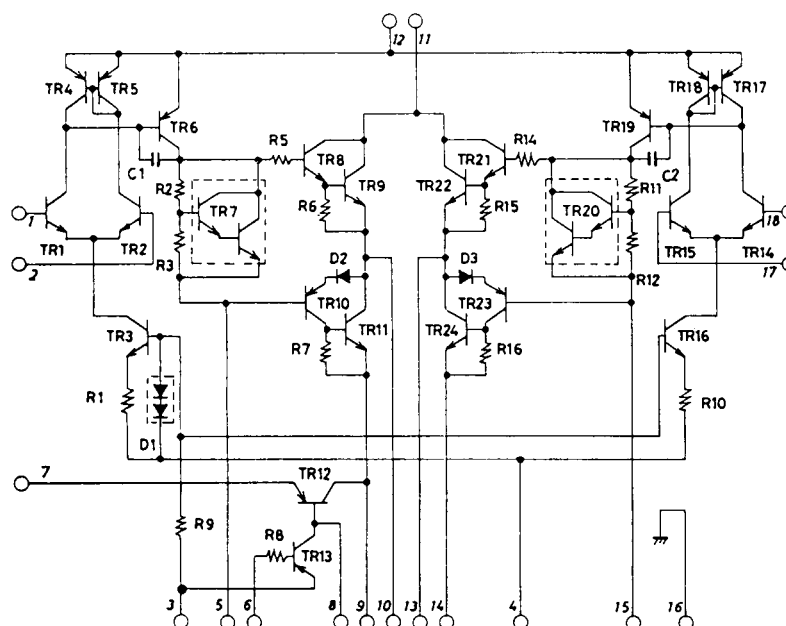 12 11
TR4 TR5 TR18 TR17
TR6 TR19
R5 R14
C1 TR8 TR21 C2
R2 TR9 TR22 R11
TR7 R6 R15 TR20
1 18
TR1 TR2 R3 R12 TR15 TR14
2 D2 D3 17
TR10 TR23
TR3 TR11 TR24 TR16
R7 R16
R1 R10
D1
7 TR12
R9 R8 TR13
3 5 6 8 9 10 13 14 4 15 16